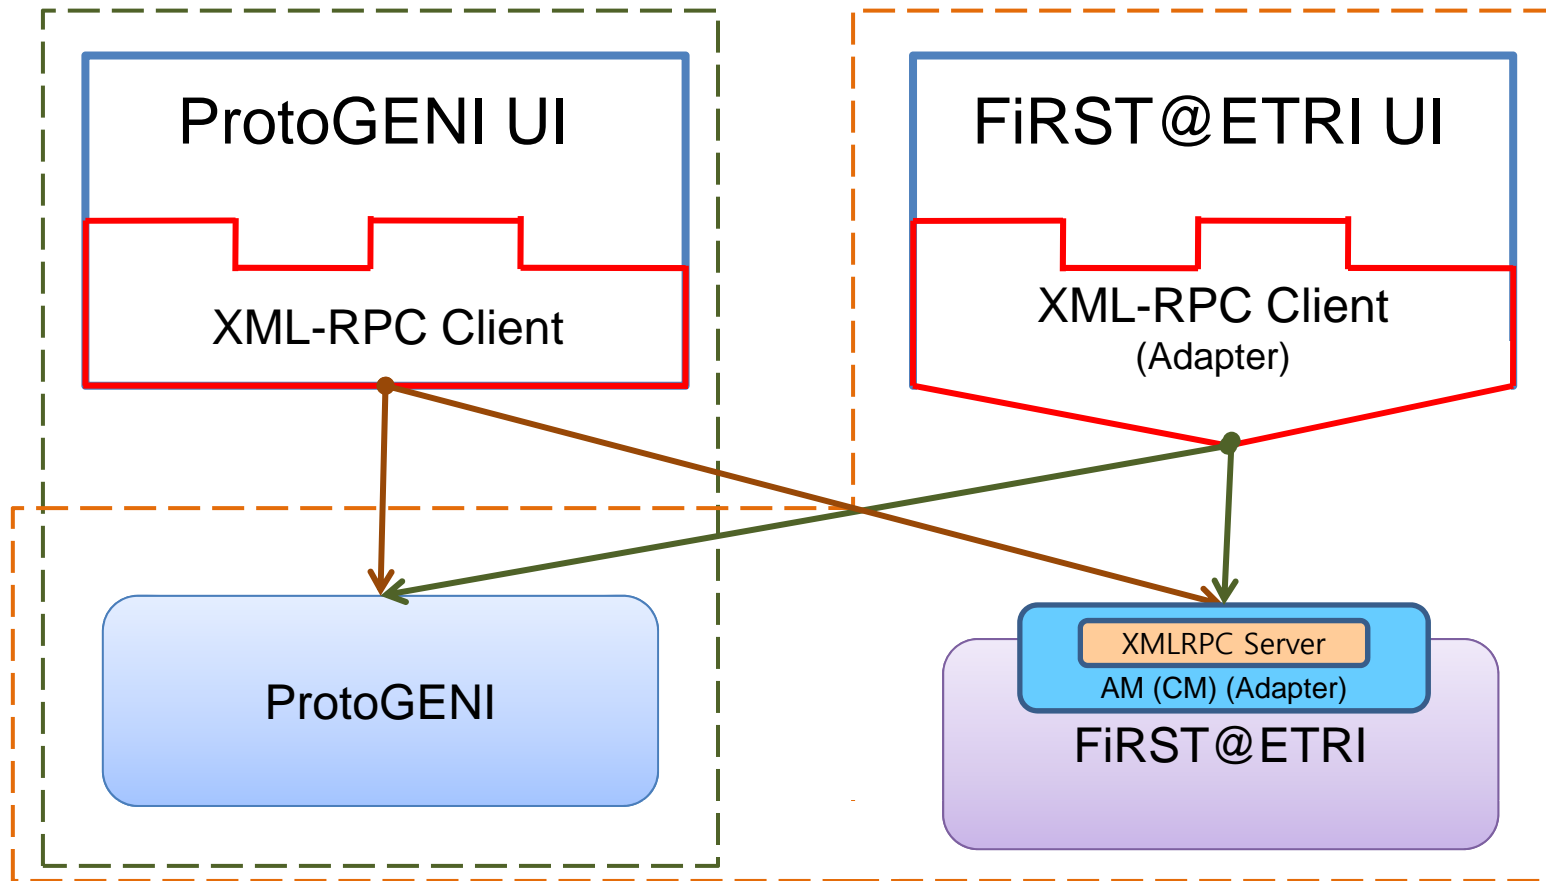 ProtoGENI UI
XML-RPC Client
FiRST@ETRI UI
XML-RPC Client
(Adapter)
ProtoGENI
XMLRPC Server
AM (CM) (Adapter)
FiRST@ETRI